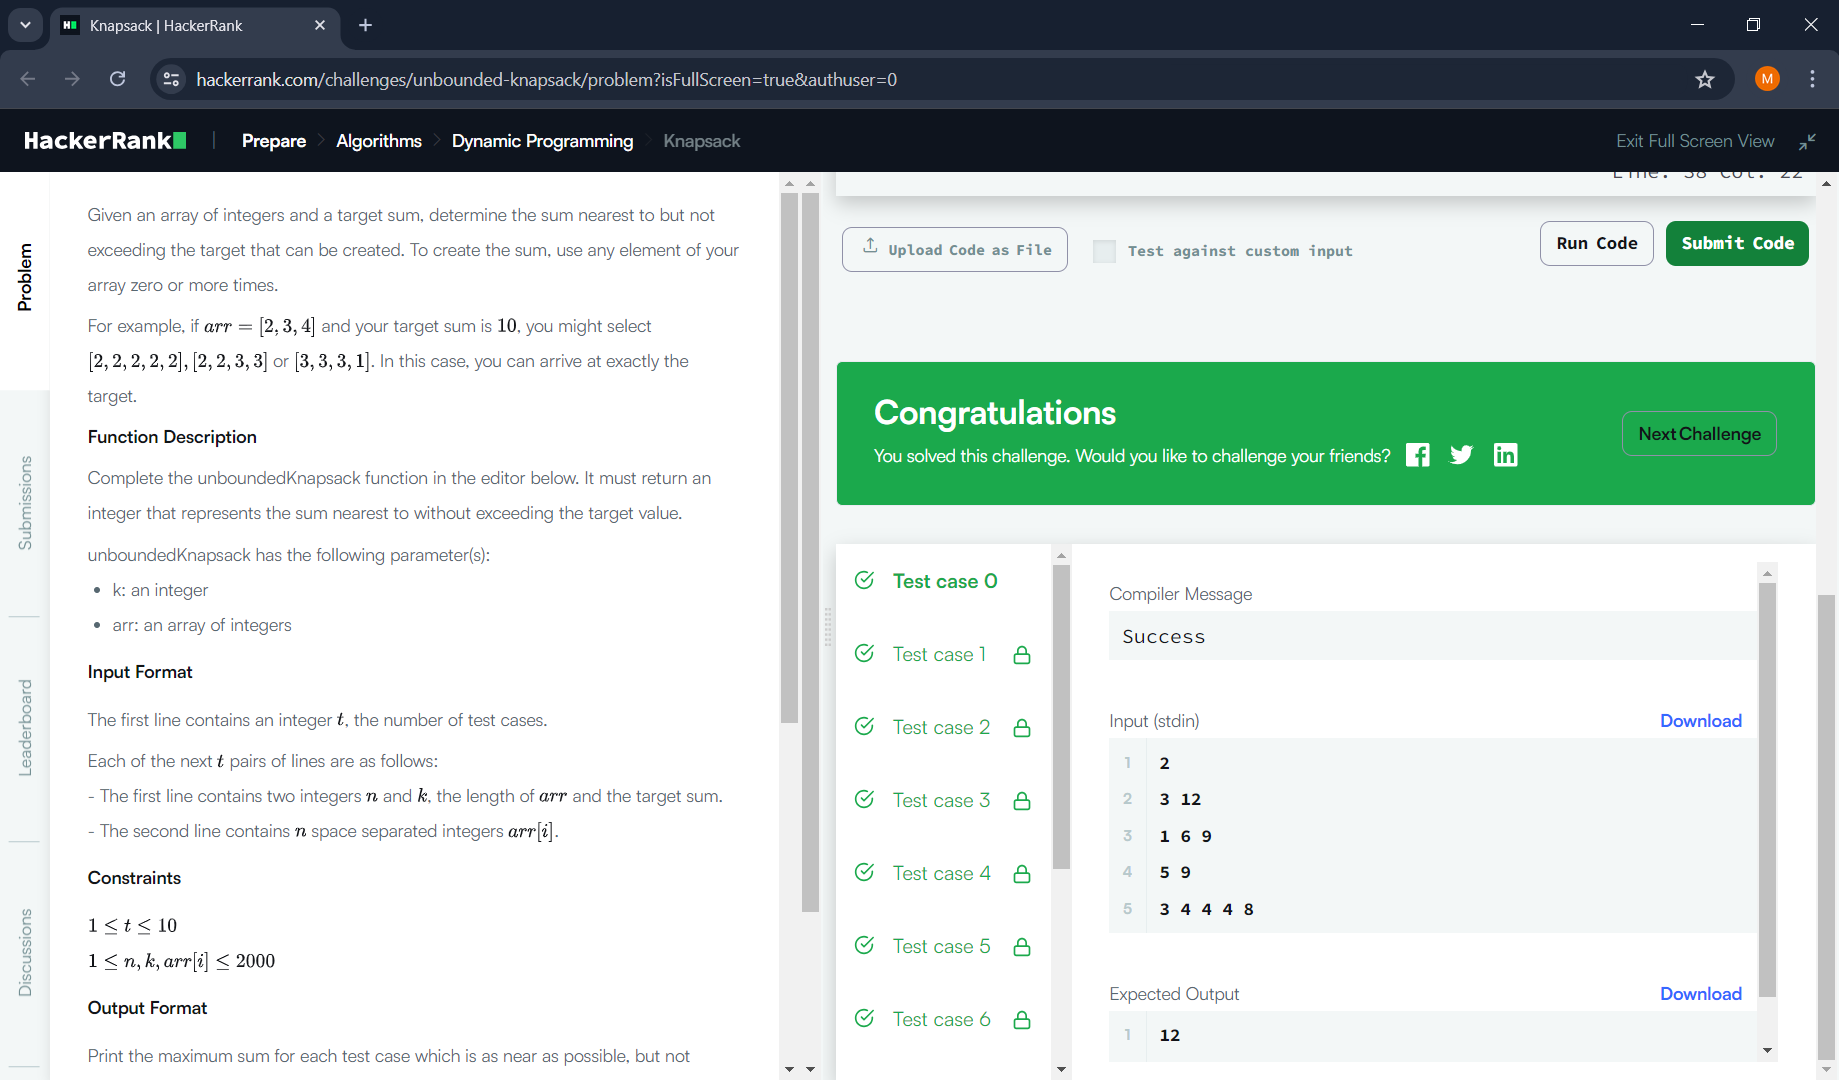 Knapsack | HackerRank
hackerrank.com/challenges/unbounded-knapsack/problem?isFullScreen=true&authuser=0
M
HackerRank
Prepare
Algorithms
Dynamic Programming
Knapsack
Exit Full Screen View
Problem
Submissions
Leaderboard
Discussions
Given an array of integers and a target sum, determine the sum nearest to but not
exceeding the target that can be created. To create the sum, use any element of your
array zero or more times.
For example, if arr = [2, 3, 4] and your target sum is 10, you might select
[2, 2, 2, 2, 2], [2, 2, 3, 3] or [3, 3, 3, 1]. In this case, you can arrive at exactly the
target.
Function Description
Complete the unboundedKnapsack function in the editor below. It must return an
integer that represents the sum nearest to without exceeding the target value.
unboundedKnapsack has the following parameter(s):
• k: an integer
• arr: an array of integers
Input Format
The first line contains an integer t, the number of test cases.
Each of the next t pairs of lines are as follows:
- The first line contains two integers n and k, the length of arr and the target sum.
- The second line contains n space separated integers arr[i].
Constraints
1 ≤ t ≤ 10
1 ≤ n, k, arr[i] ≤ 2000
Output Format
Print the maximum sum for each test case which is as near as possible, but not
Line: 38 Col: 22
Upload Code as File
Test against custom input
Run Code
Submit Code
Congratulations
You solved this challenge. Would you like to challenge your friends?
Next Challenge
Test case 0
Test case 1
Test case 2
Test case 3
Test case 4
Test case 5
Test case 6
Compiler Message
Success
Input (stdin)
Download
1 2
2 3 12
3 1 6 9
4 5 9
5 3 4 4 4 8
Expected Output
Download
1 12